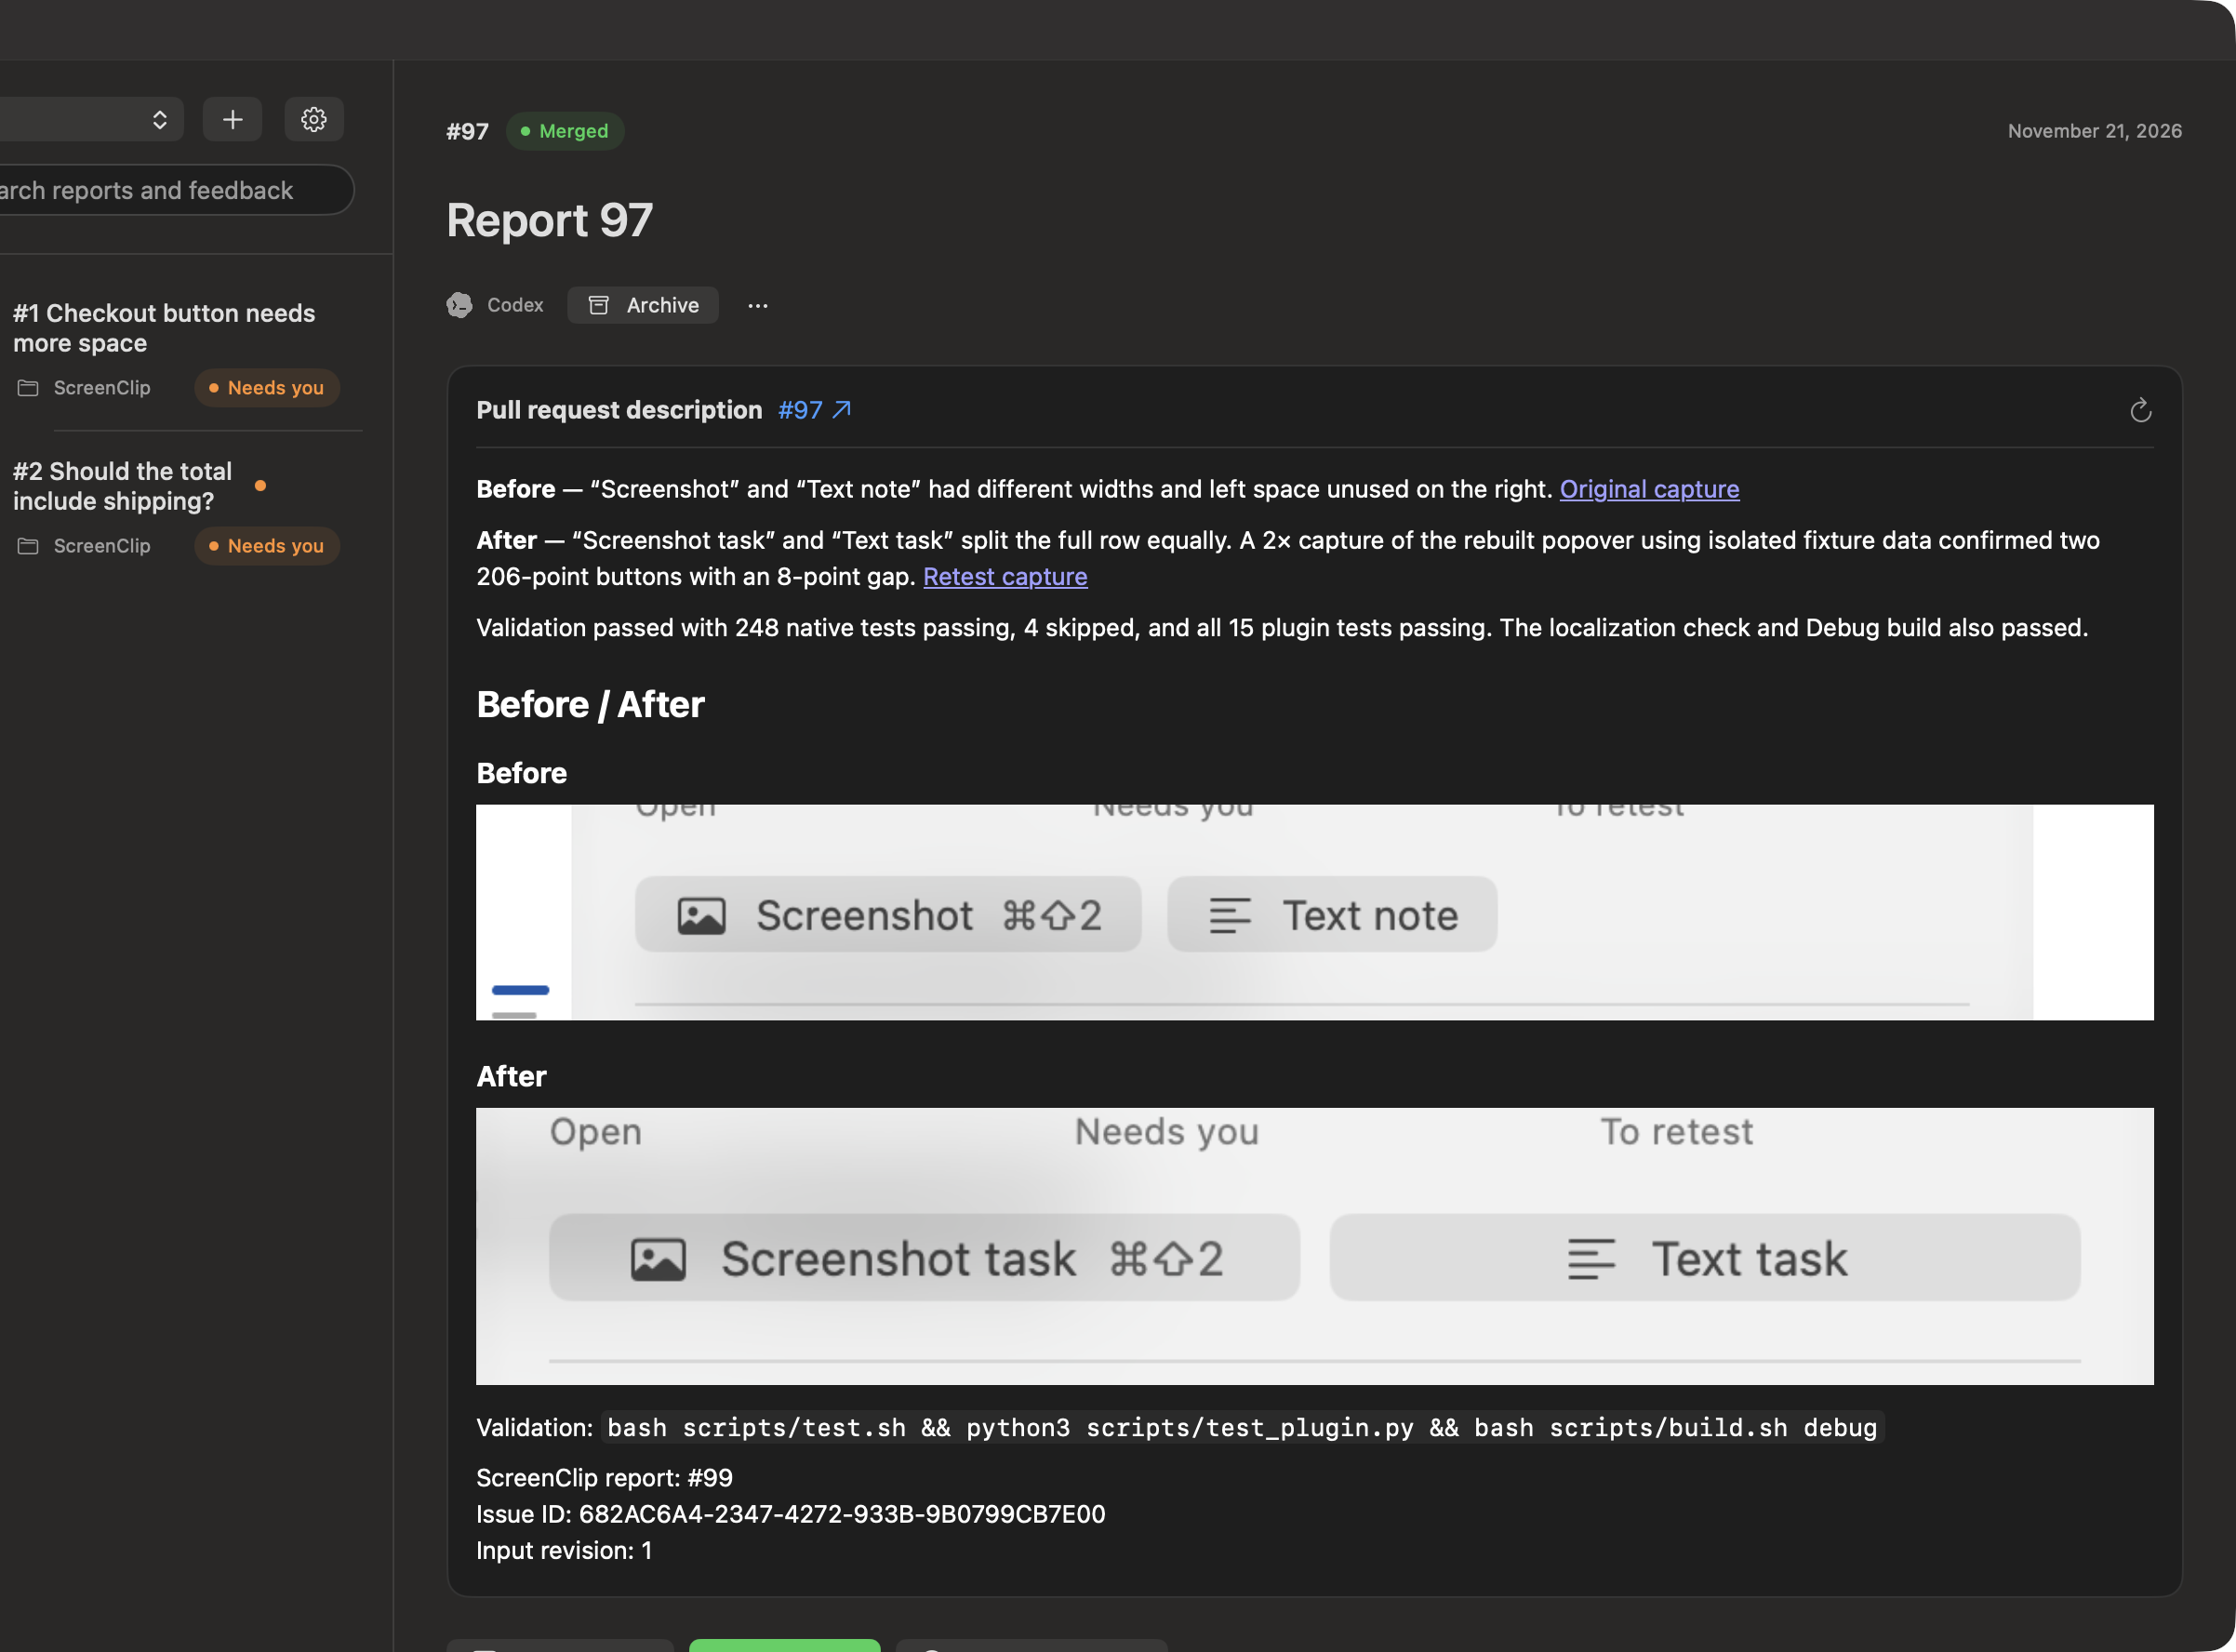 arch reports and feedback
#1 Checkout button needs
more space
ScreenClip
Needs you
#2 Should the total
include shipping?
ScreenClip
Needs you
#97
Merged
November 21, 2026
Report 97
Codex
Archive
Pull request description #97
Before — “Screenshot” and “Text note” had different widths and left space unused on the right. Original capture
After — “Screenshot task” and “Text task” split the full row equally. A 2× capture of the rebuilt popover using isolated fixture data confirmed two
206-point buttons with an 8-point gap. Retest capture
Validation passed with 248 native tests passing, 4 skipped, and all 15 plugin tests passing. The localization check and Debug build also passed.
Before / After
Before
Open Needs you To retest
Screenshot ⌘⇧2 Text note
After
Open Needs you To retest
Screenshot task ⌘⇧2 Text task
Validation: bash scripts/test.sh && python3 scripts/test_plugin.py && bash scripts/build.sh debug
ScreenClip report: #99
Issue ID: 682AC6A4-2347-4272-933B-9B0799CB7E00
Input revision: 1